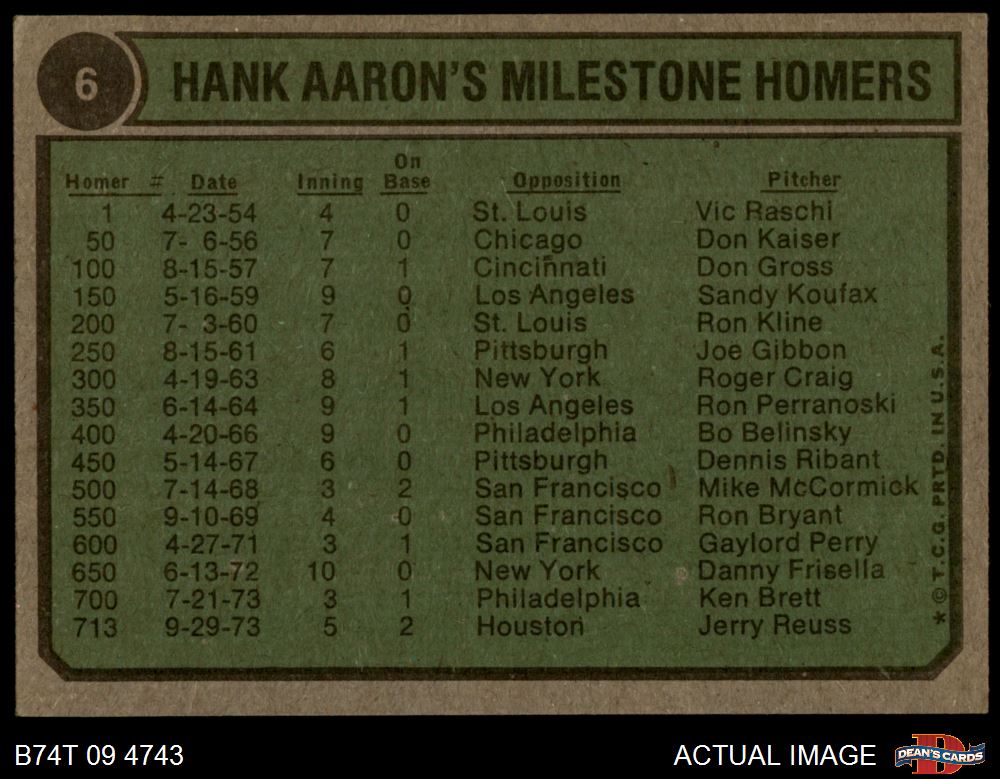 6 HANK AARON'S MILESTONE HOMERS
Homer # Date Inning On Base Opposition Pitcher
1 4-23-54 4 0 St. Louis Vic Raschi
50 7- 6-56 7 0 Chicago Don Kaiser
100 8-15-57 7 1 Cincinnati Don Gross
150 5-16-59 9 0 Los Angeles Sandy Koufax
200 7- 3-60 7 0 St. Louis Ron Kline
250 8-15-61 6 1 Pittsburgh Joe Gibbon
300 4-19-63 8 1 New York Roger Craig
350 6-14-64 9 1 Los Angeles Ron Perranoski
400 4-20-66 9 0 Philadelphia Bo Belinsky
450 5-14-67 6 0 Pittsburgh Dennis Ribant
500 7-14-68 3 2 San Francisco Mike McCormick
550 9-10-69 4 0 San Francisco Ron Bryant
600 4-27-71 3 1 San Francisco Gaylord Perry
650 6-13-72 10 0 New York Danny Frisella
700 7-21-73 3 1 Philadelphia Ken Brett
713 9-29-73 5 2 Houston Jerry Reuss
* © T.C.G. PRTD. IN U.S.A.
B74T 09 4743 ACTUAL IMAGE DEAN'S CARDS